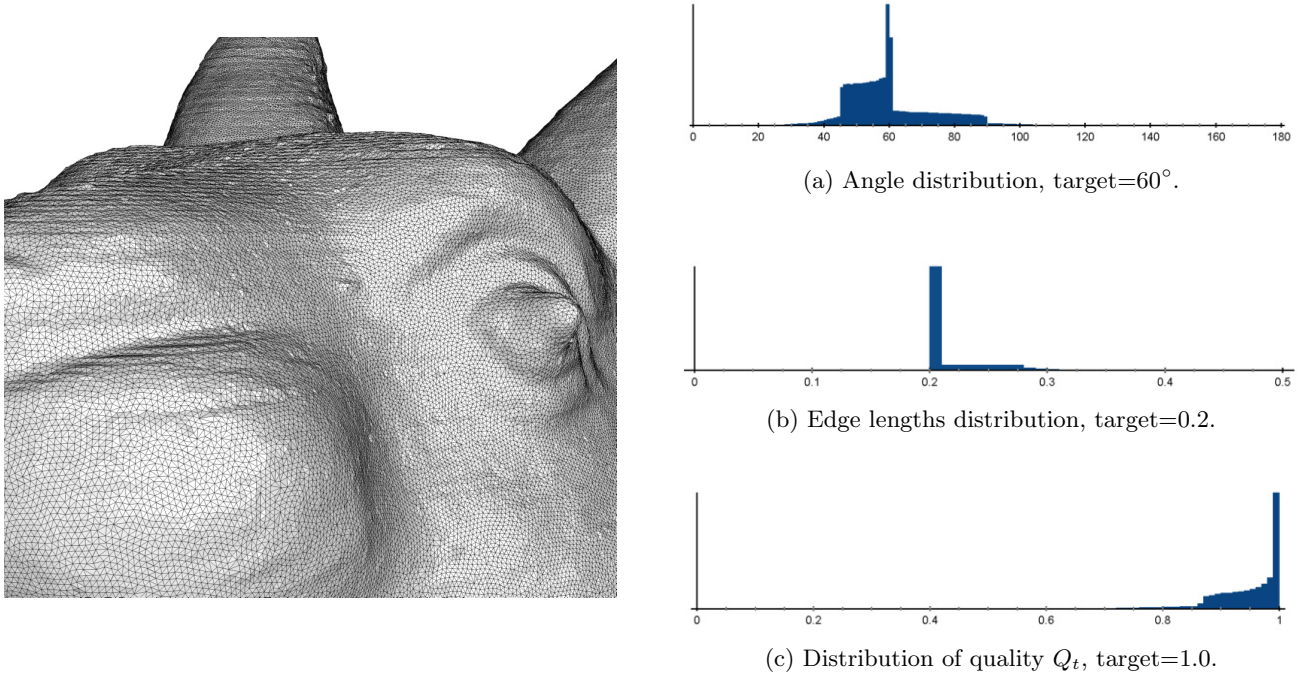 0 20 40 60 80 100 120 140 160 180
(a) Angle distribution, target=60°.
0 0.1 0.2 0.3 0.4 0.5
(b) Edge lengths distribution, target=0.2.
0 0.2 0.4 0.6 0.8 1
(c) Distribution of quality Qt, target=1.0.